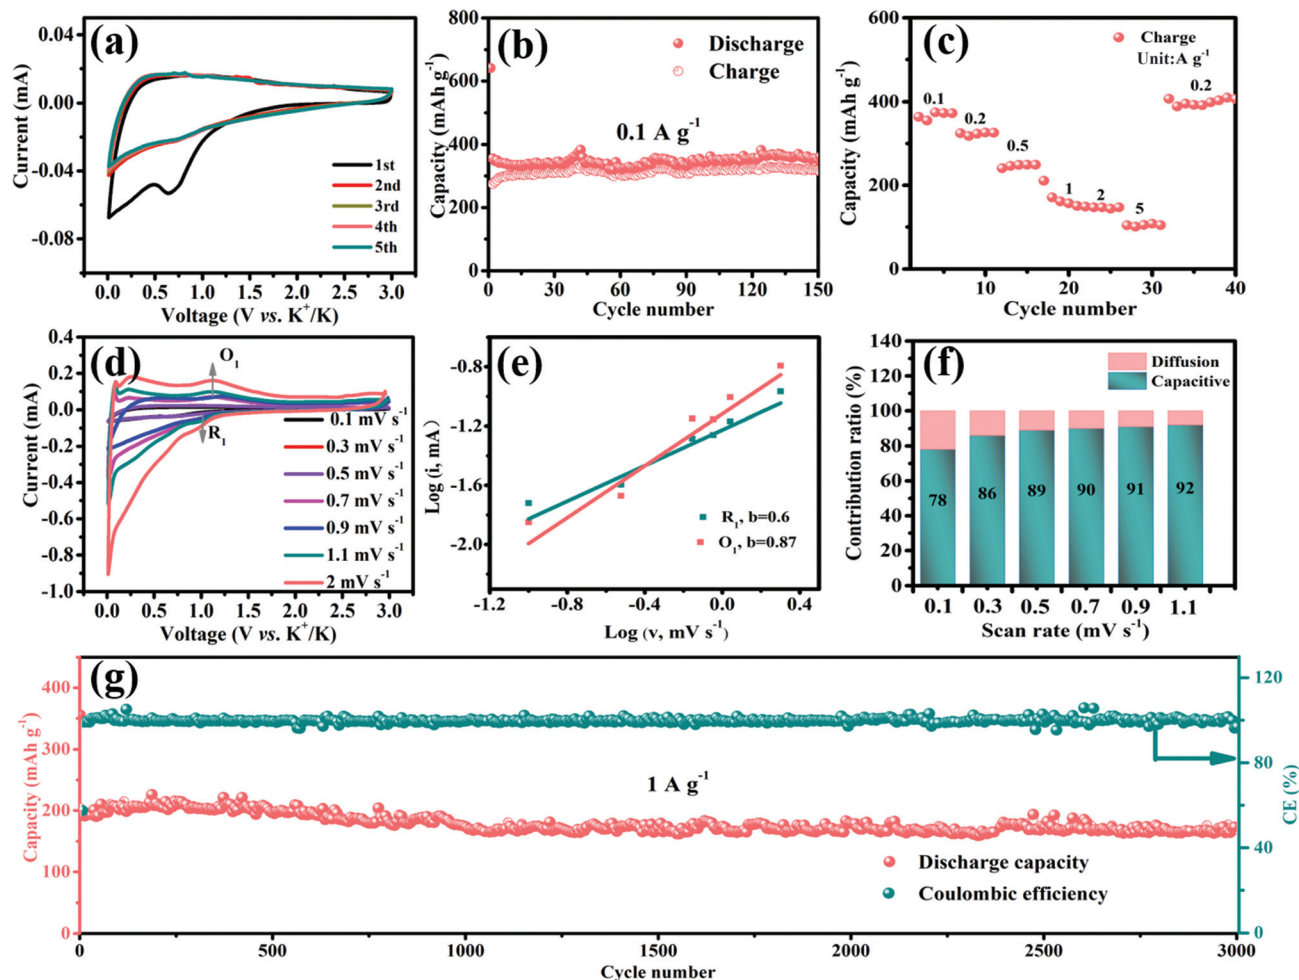 (a)
Current (mA)
0.00
-0.04
-0.08
1st
2nd
3rd
4th
5th
0.0 0.5 1.0 1.5 2.0 2.5 3.0
Voltage (V vs. K⁺/K)
(b)
Capacity (mAh g⁻¹)
800
600
400
200
0
Discharge
Charge
0.1 A g⁻¹
0 30 60 90 120 150
Cycle number
(c)
Capacity (mAh g⁻¹)
600
400
200
0
Charge
Unit:A g⁻¹
0.1
0.2
0.5
1
2
5
0.2
10 20 30 40
Cycle number
(d)
Current (mA)
0.4
0.2
0.0
-0.2
-0.4
-0.6
-0.8
-1.0
O₁
R₁
0.1 mV s⁻¹
0.3 mV s⁻¹
0.5 mV s⁻¹
0.7 mV s⁻¹
0.9 mV s⁻¹
1.1 mV s⁻¹
2 mV s⁻¹
0.0 0.5 1.0 1.5 2.0 2.5 3.0
Voltage (V vs. K⁺/K)
(e)
Log (i, mA)
-0.8
-1.2
-1.6
-2.0
R₁, b=0.6
O₁, b=0.87
-1.2 -0.8 -0.4 0.0 0.4
Log (v, mV s⁻¹)
(f)
Contribution ratio (%)
140
120
100
80
60
40
20
0
Diffusion
Capacitive
78 86 89 90 91 92
0.1 0.3 0.5 0.7 0.9 1.1
Scan rate (mV s⁻¹)
(g)
Capacity (mAh g⁻¹)
400
300
200
100
0
1 A g⁻¹
Discharge capacity
Coulombic efficiency
120
80
40
0
CE (%)
0 500 1000 1500 2000 2500 3000
Cycle number